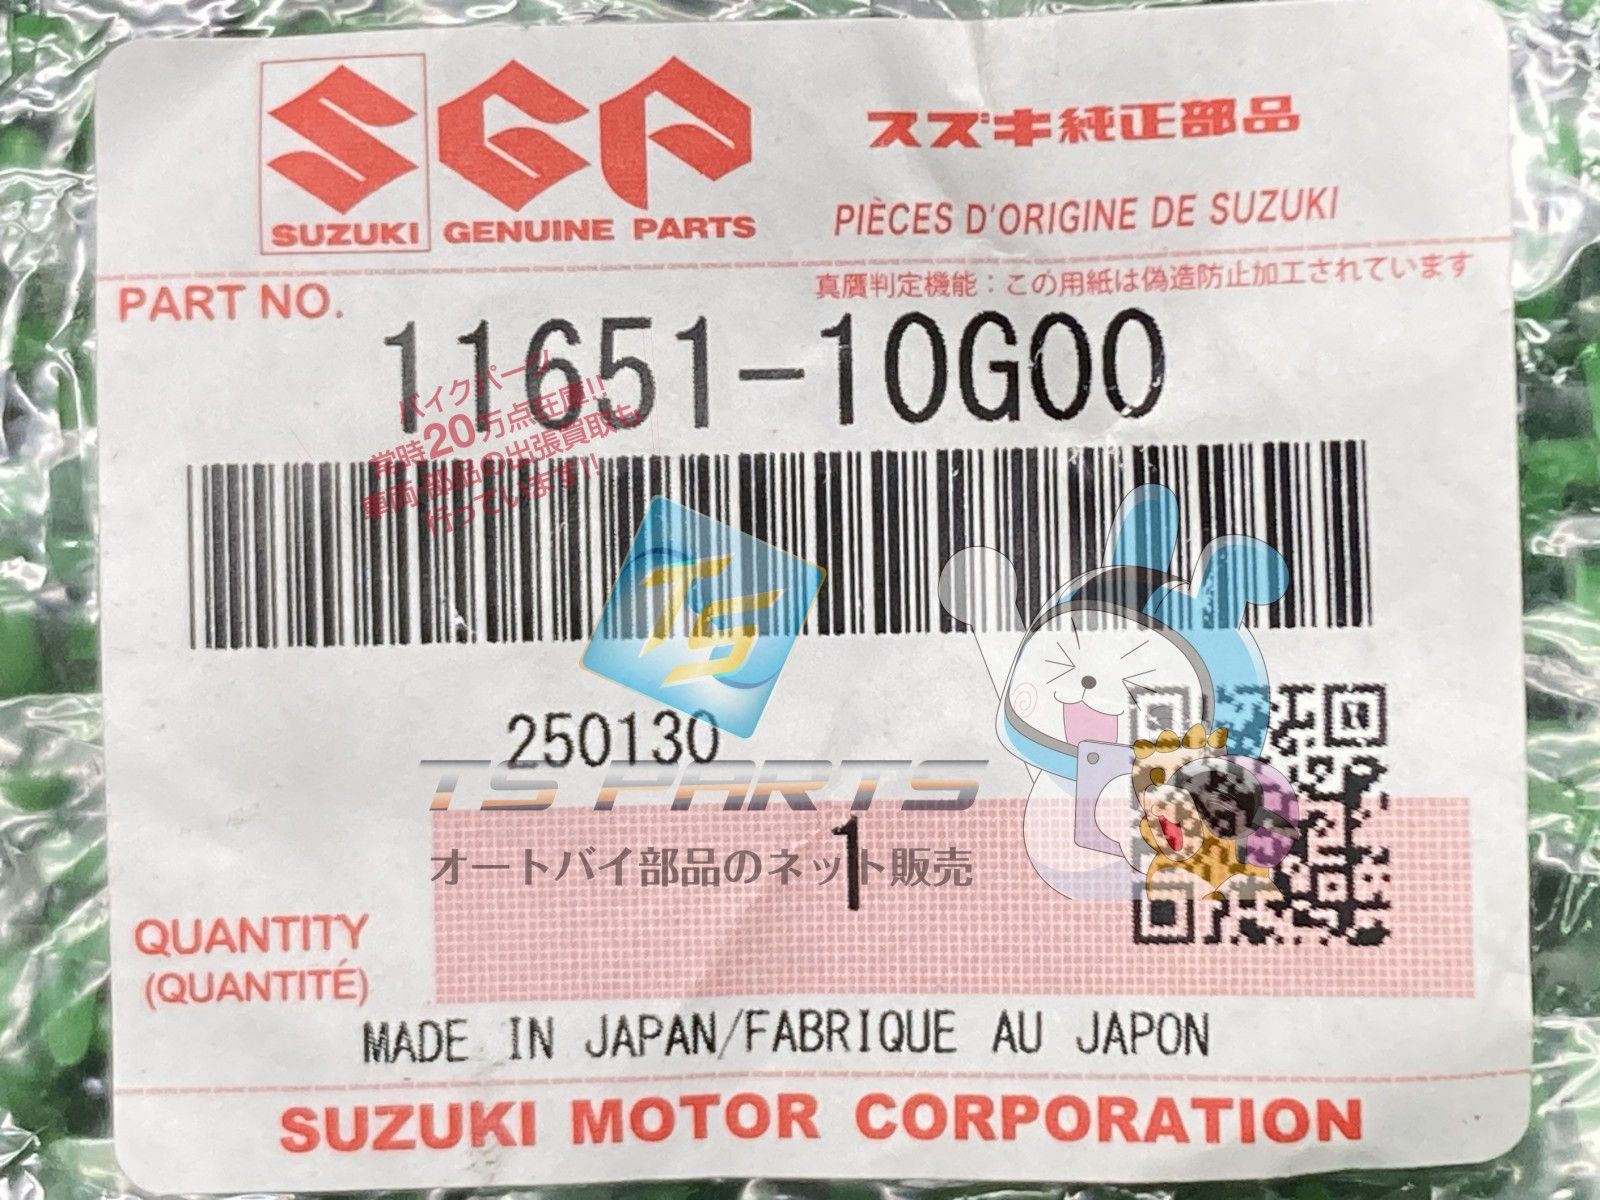 SGP
SUZUKI GENUINE PARTS
スズキ純正部品
PIÈCES D'ORIGINE DE SUZUKI
真贋判定機能：この用紙は偽造防止加工されています
PART NO.
11651-10G00
バイクパーツ
常時20万点在庫!!
車両・部品の出張買取も
行っています!!
TS
250130
TS PARTS
1
オートバイ部品のネット販売
QUANTITY
(QUANTITÉ)
MADE IN JAPAN/FABRIQUE AU JAPON
SUZUKI MOTOR CORPORATION